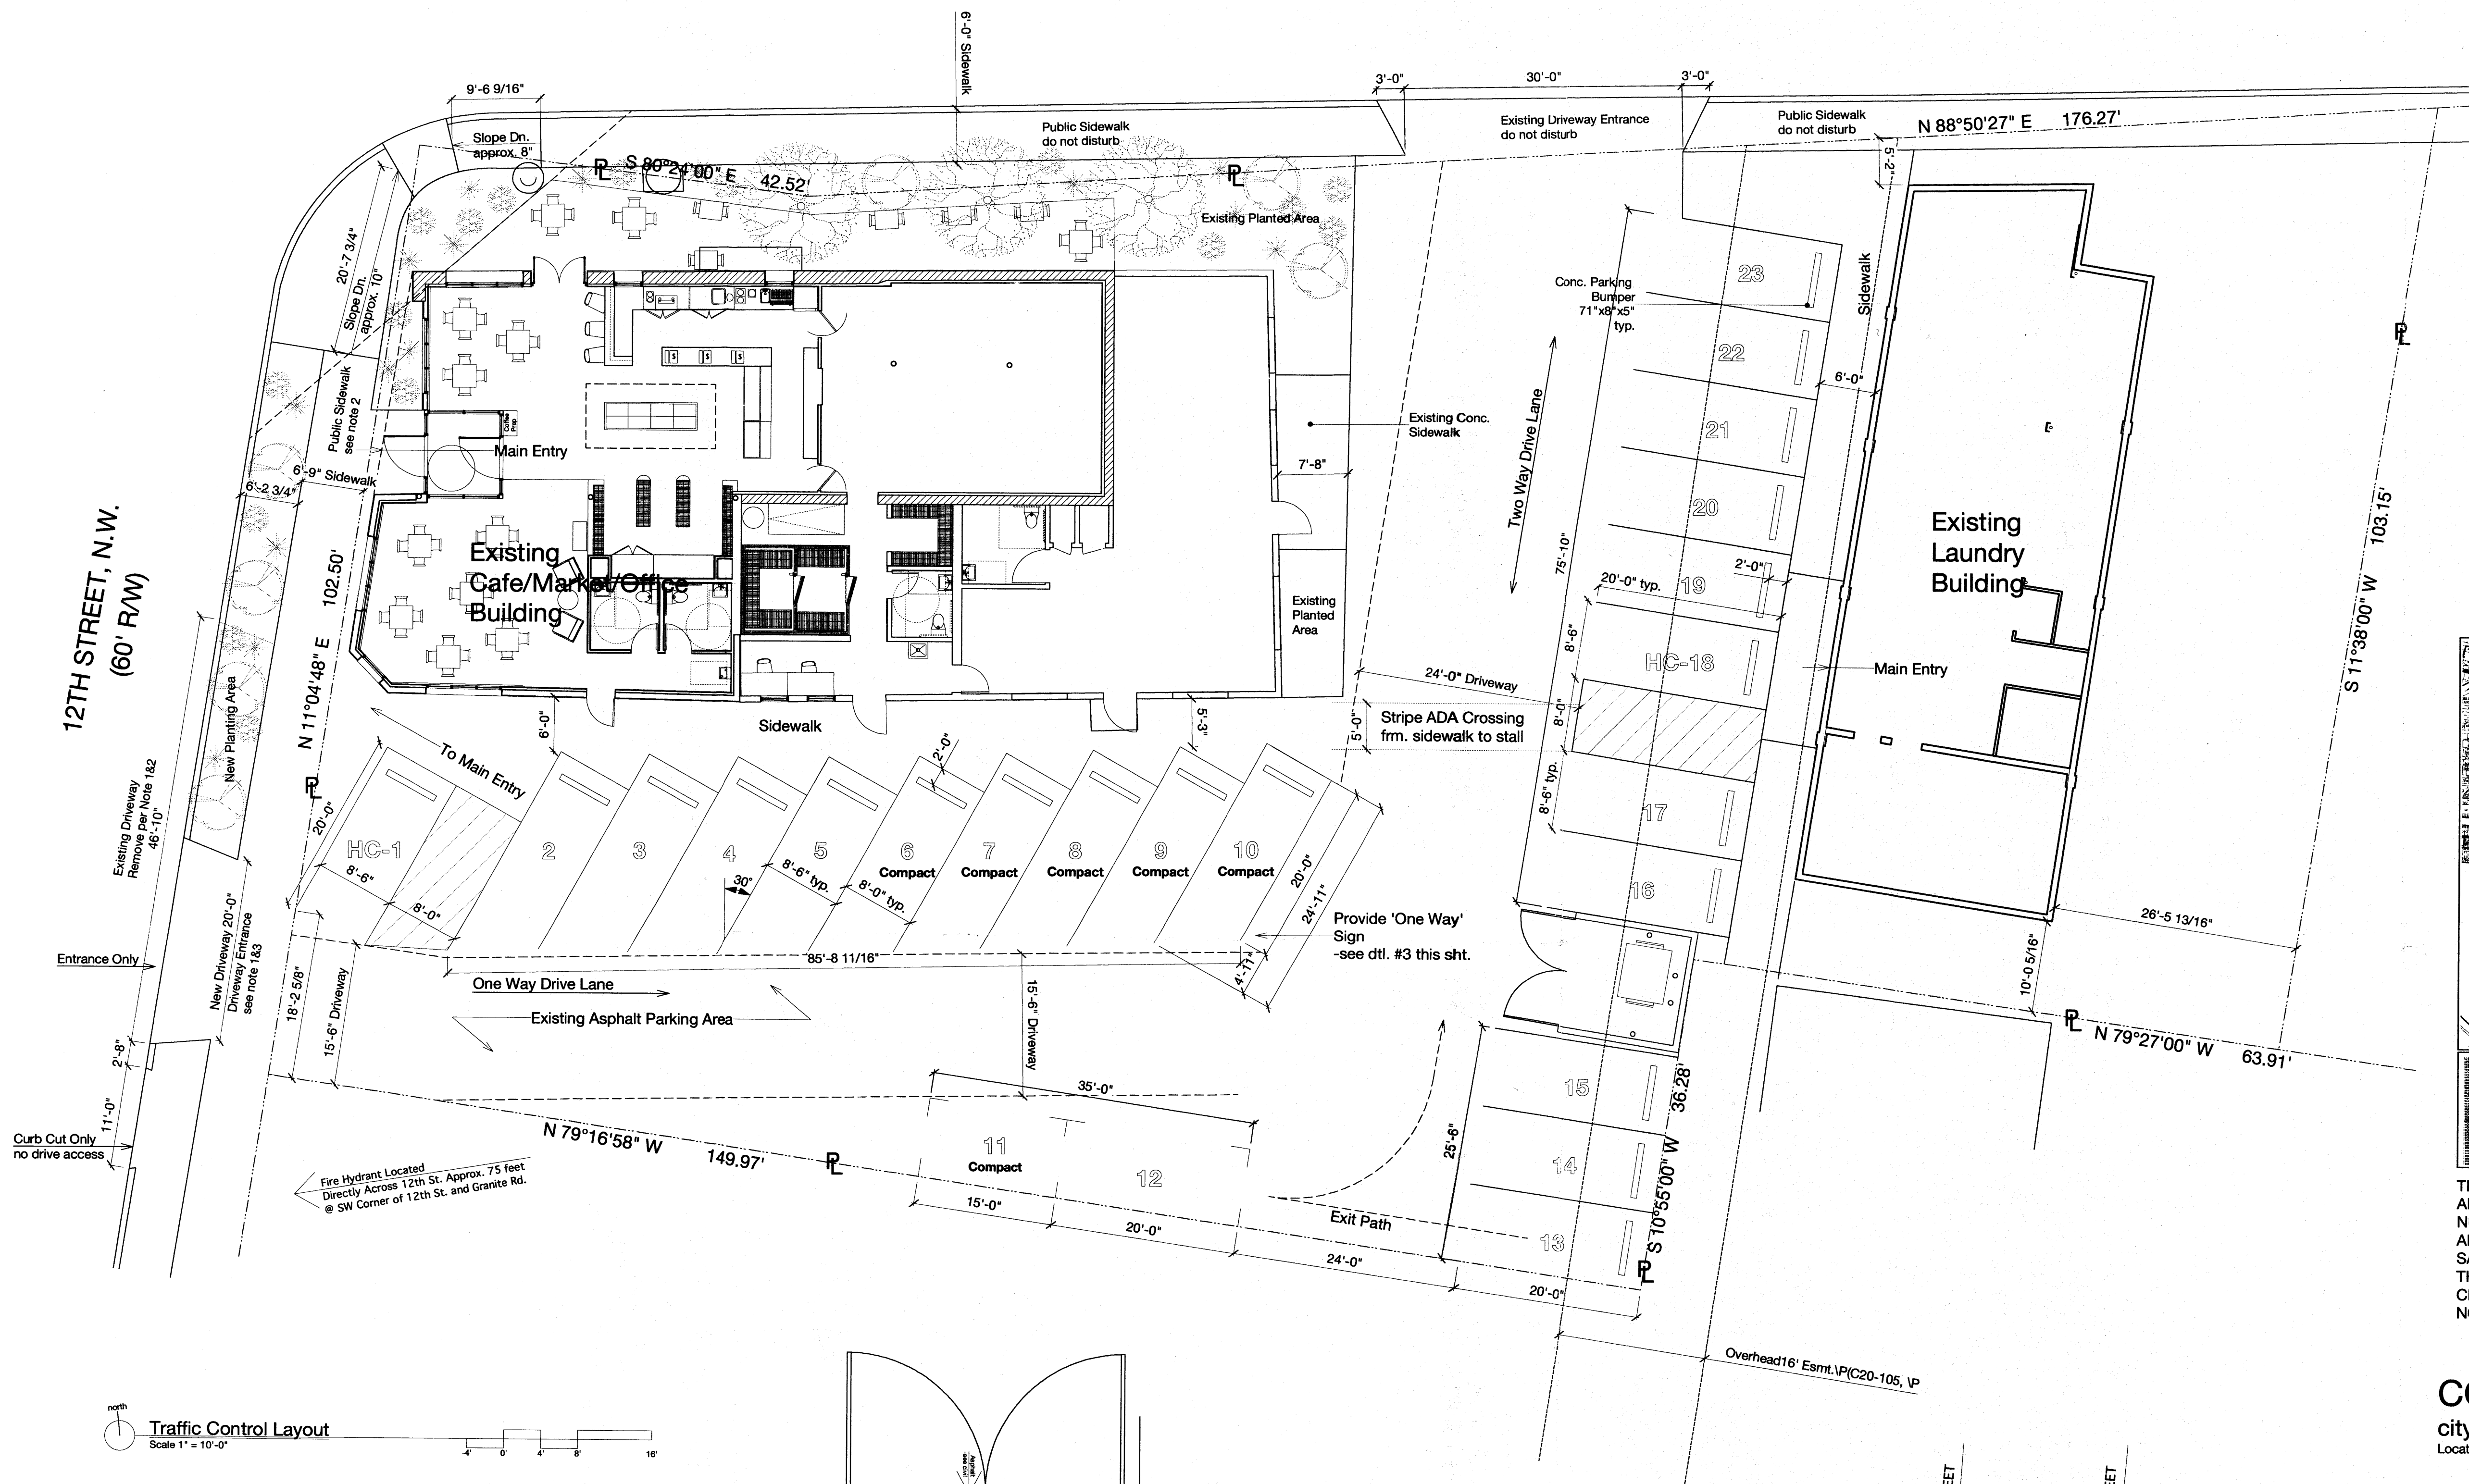 6'-0" Sidewalk
9'-6 9/16"
3'-0"
30'-0"
3'-0"
Slope Dn.
approx. 8"
Public Sidewalk
do not disturb
Existing Driveway Entrance
do not disturb
Public Sidewalk
do not disturb
N 88°50'27" E 176.27'
PL
S 80°24'00" E 42.52'
PL
5'-2"
20'-7 3/4"
Slope Dn.
approx. 10"
Existing Planted Area
23
Conc. Parking
Bumper
71"x8"x5"
typ.
Sidewalk
PL
22
Public Sidewalk
see note 2
Coffee
Prep
Main Entry
6'-0"
Two Way Drive Lane
21
Existing Conc.
Sidewalk
6'-9" Sidewalk
6'-2 3/4"
7'-8"
20
12TH STREET, N.W.
(60' R/W)
Existing
Cafe/Market/Office
Building
Existing
Laundry
Building
S 11°38'00" W 103.15'
N 11°04'48" E 102.50'
75'-10"
2'-0"
20'-0" typ.
19
Existing
Planted
Area
8'-6"
HC-18
Main Entry
New Planting Area
24'-0" Driveway
8'-0"
5'-0"
Stripe ADA Crossing
frm. sidewalk to stall
Sidewalk
6'-0"
5'-3"
2'-0"
To Main Entry
PL
Existing Driveway
Remove per Note 1&2
46'-10"
20'-0"
8'-6" typ.
17
HC-1
2
3
4
5
6
Compact
7
Compact
8
Compact
9
Compact
10
Compact
8'-6"
8'-0"
30°
8'-6" typ.
8'-0" typ.
20'-0"
24'-11"
16
Provide 'One Way'
Sign
-see dtl. #3 this sht.
26'-5 13/16"
10'-0 5/16"
Entrance Only
New Driveway 20'-0"
Driveway Entrance
see note 1&3
85'-8 11/16"
4'-11"
18'-2 5/8"
15'-6" Driveway
One Way Drive Lane
Existing Asphalt Parking Area
15'-6" Driveway
PL
N 79°27'00" W 63.91'
2'-8"
11'-0"
35'-0"
15
36.28'
Curb Cut Only
no drive access
N 79°16'58" W 149.97'
PL
11
Compact
12
25'-6"
14
S 10°55'00" W
Fire Hydrant Located
Directly Across 12th St. Approx. 75 feet
@ SW Corner of 12th St. and Granite Rd.
15'-0"
20'-0"
Exit Path
13
PL
24'-0"
20'-0"
Overhead16' Esmt.\P(C20-105, \P
north
Traffic Control Layout
Scale 1" = 10'-0"
-4'
0'
4'
8'
16'
city
Locat